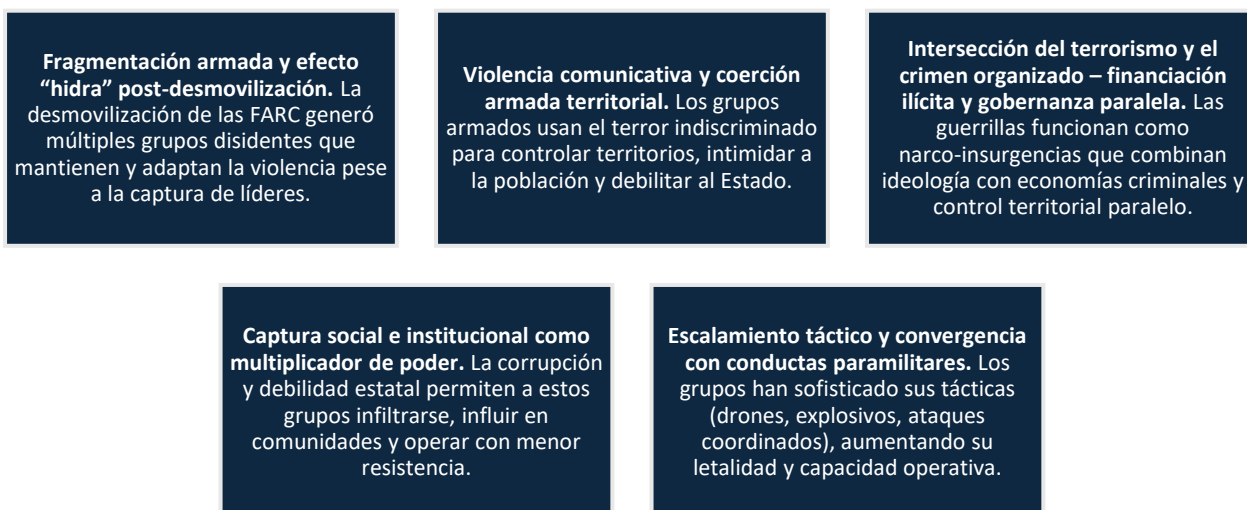 Fragmentación armada y efecto
“hidra” post-desmovilización. La
desmovilización de las FARC generó
múltiples grupos disidentes que
mantienen y adaptan la violencia pese
a la captura de líderes.
Violencia comunicativa y coerción
armada territorial. Los grupos
armados usan el terror indiscriminado
para controlar territorios, intimidar a
la población y debilitar al Estado.
Intersección del terrorismo y el
crimen organizado – financiación
ilícita y gobernanza paralela. Las
guerrillas funcionan como
narco-insurgencias que combinan
ideología con economías criminales y
control territorial paralelo.
Captura social e institucional como
multiplicador de poder. La corrupción
y debilidad estatal permiten a estos
grupos infiltrarse, influir en
comunidades y operar con menor
resistencia.
Escalamiento táctico y convergencia
con conductas paramilitares. Los
grupos han sofisticado sus tácticas
(drones, explosivos, ataques
coordinados), aumentando su
letalidad y capacidad operativa.